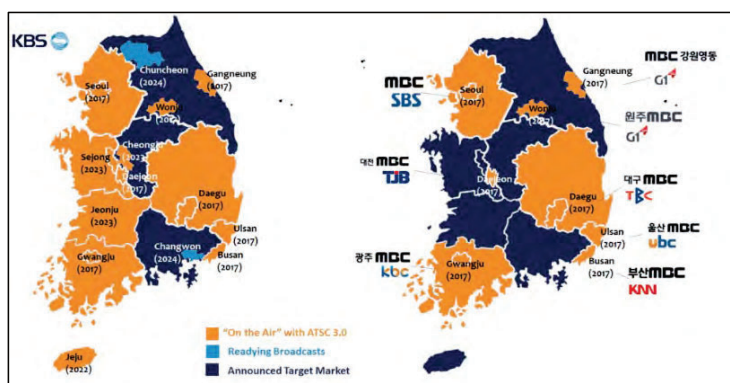 KBS
Chuncheon
(2024)
Gangneung
(2017)
Seoul
(2017)
Cheongju
(2023)
Sejong
(2023)
Daejeon
(2017)
Daegu
(2017)
Jeonju
(2023)
Ulsan
(2017)
Changwon
(2024)
Gwangju
(2017)
Busan
(2017)
Jeju
(2022)
"On the Air" with ATSC 3.0
Readying Broadcasts
Announced Target Market
MBC 강원영동
G1
Gangneung
(2017)
MBC
SBS
Seoul
(2017)
원주MBC
G1
대전 MBC
TJB
Daejeon
(2017)
대구 MBC
TBC
Daegu
(2017)
울산 MBC
ubc
Ulsan
(2017)
광주 MBC
kbc
Gwangju
(2017)
Busan
(2017)
부산MBC
KNN